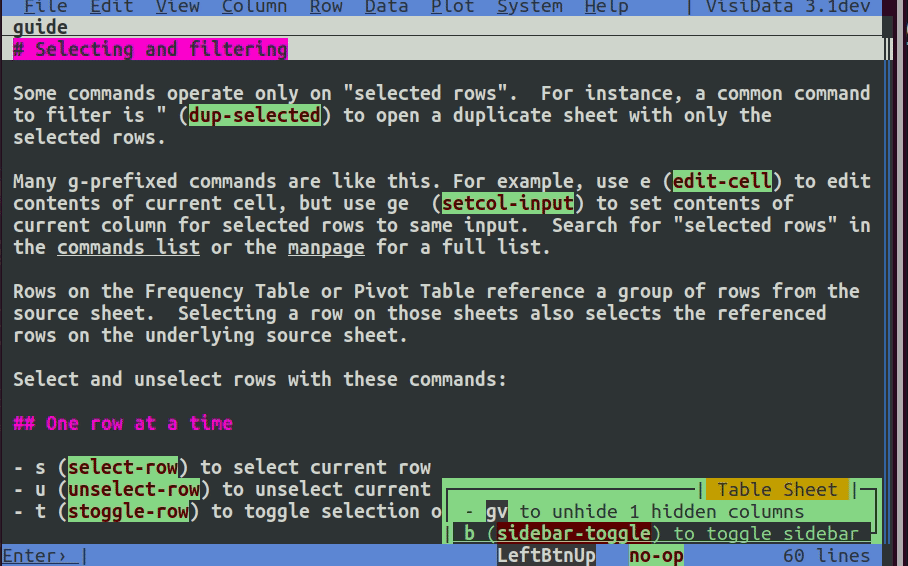 File Edit View Column Row Data Plot System Help | VisiData 3.1dev
guide
# Selecting and filtering
Some commands operate only on "selected rows". For instance, a common command
to filter is " (dup-selected) to open a duplicate sheet with only the
selected rows.
Many g-prefixed commands are like this. For example, use e (edit-cell) to edit
contents of current cell, but use ge (setcol-input) to set contents of
current column for selected rows to same input. Search for "selected rows" in
the commands list or the manpage for a full list.
Rows on the Frequency Table or Pivot Table reference a group of rows from the
source sheet. Selecting a row on those sheets also selects the referenced
rows on the underlying source sheet.
Select and unselect rows with these commands:
## One row at a time
- s (select-row) to select current row
- u (unselect-row) to unselect current
- t (stoggle-row) to toggle selection o
| Table Sheet |
- gv to unhide 1 hidden columns
b (sidebar-toggle) to toggle sidebar
Enter› | LeftBtnUp no-op 60 lines